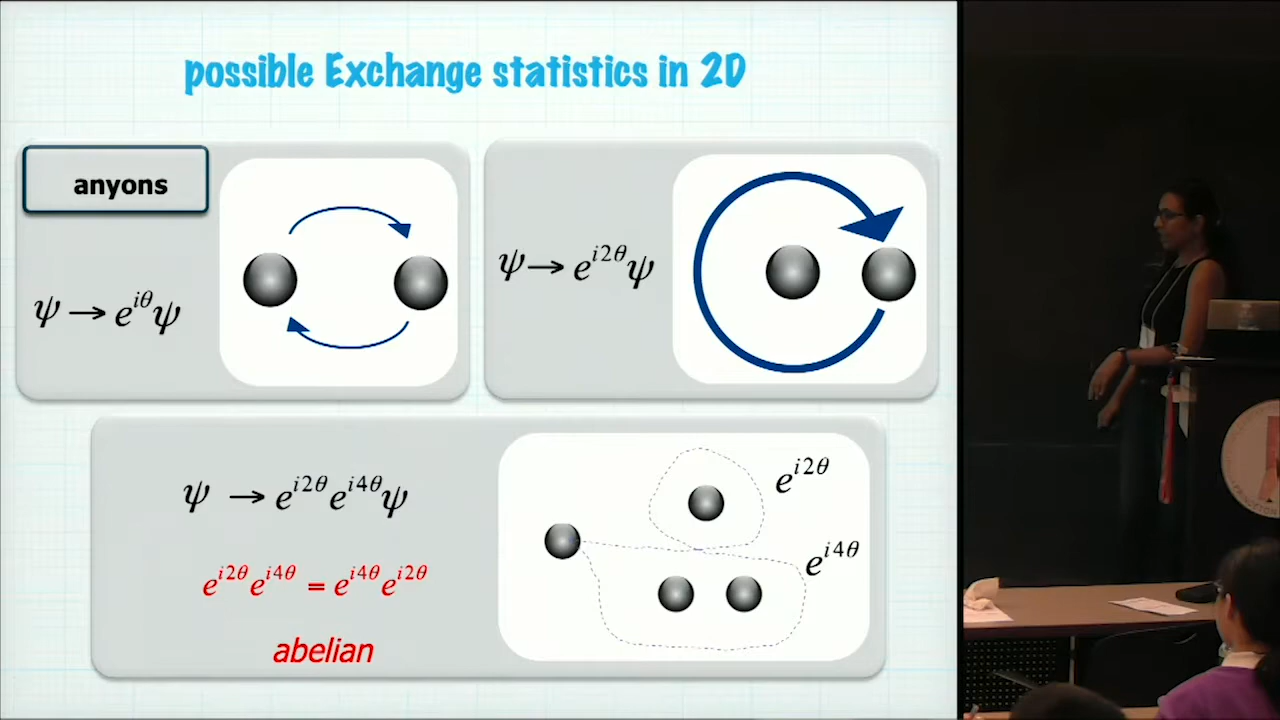 possible Exchange statistics in 2D
anyons
ψ → e^{iθ}ψ
ψ → e^{i2θ}ψ
ψ → e^{i2θ}e^{i4θ}ψ
e^{i2θ}e^{i4θ} = e^{i4θ}e^{i2θ}
abelian
e^{i2θ}
e^{i4θ}